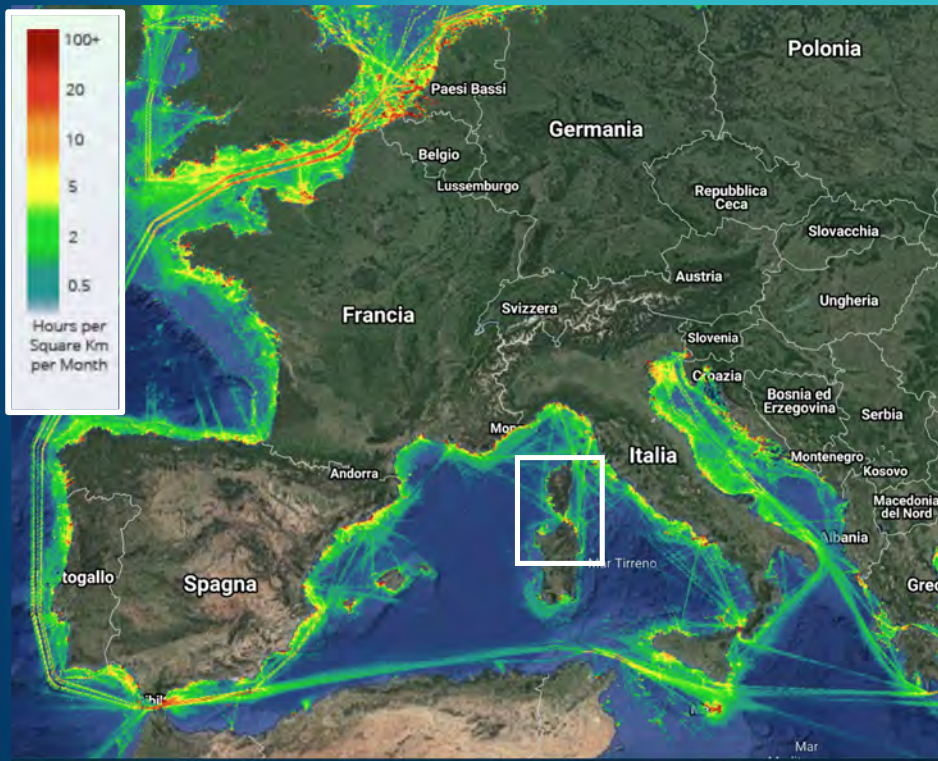 100+
20
10
5
2
0.5
Hours per
Square Km
per Month
Polonia
Paesi Bassi
Germania
Belgio
Lussemburgo
Repubblica
Ceca
Slovacchia
Austria
Francia
Svizzera
Ungheria
Slovenia
Croazia
Bosnia ed
Erzegovina
Serbia
Italia
Montenegro
Andorra
Kosovo
Macedonia
del Nord
Albania
Mar Tirreno
Spagna
Mar